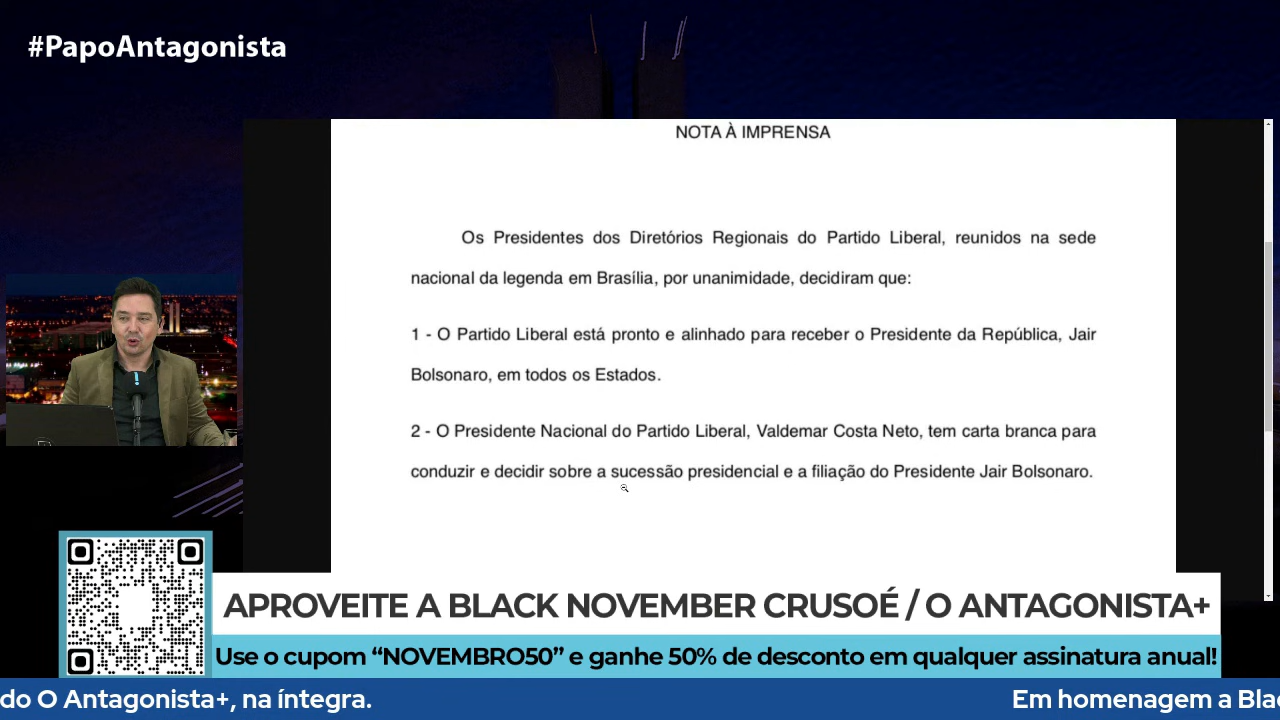 #PapoAntagonista
NOTA À IMPRENSA
Os Presidentes dos Diretórios Regionais do Partido Liberal, reunidos na sede
nacional da legenda em Brasília, por unanimidade, decidiram que:
1 - O Partido Liberal está pronto e alinhado para receber o Presidente da República, Jair
Bolsonaro, em todos os Estados.
2 - O Presidente Nacional do Partido Liberal, Valdemar Costa Neto, tem carta branca para
conduzir e decidir sobre a sucessão presidencial e a filiação do Presidente Jair Bolsonaro.
APROVEITE A BLACK NOVEMBER CRUSOÉ / O ANTAGONISTA+
Use o cupom “NOVEMBRO50” e ganhe 50% de desconto em qualquer assinatura anual!
do O Antagonista+, na íntegra. Em homenagem a Blac